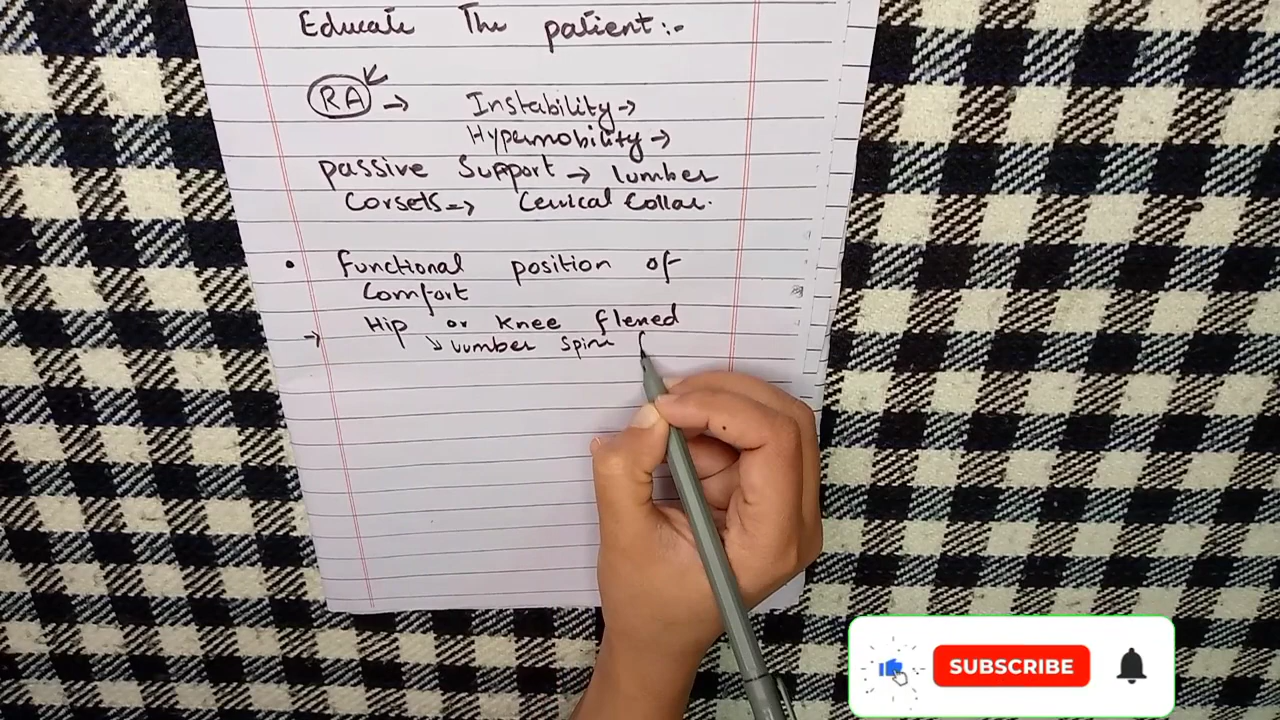 Educate The patient:-
RA → Instability →
Hypermobility →
passive Support → lumber
Corsets → Cervical Collar.
• functional position of
Comfort
→ Hip or Knee flened
↘ lumber spine (
SUBSCRIBE